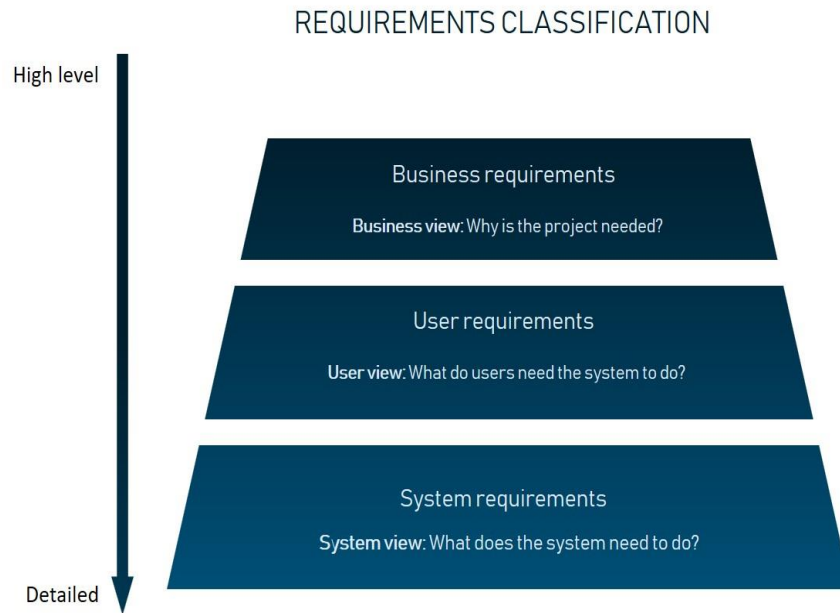 REQUIREMENTS CLASSIFICATION
High level
Business requirements
Business view: Why is the project needed?
User requirements
User view: What do users need the system to do?
System requirements
System view: What does the system need to do?
Detailed